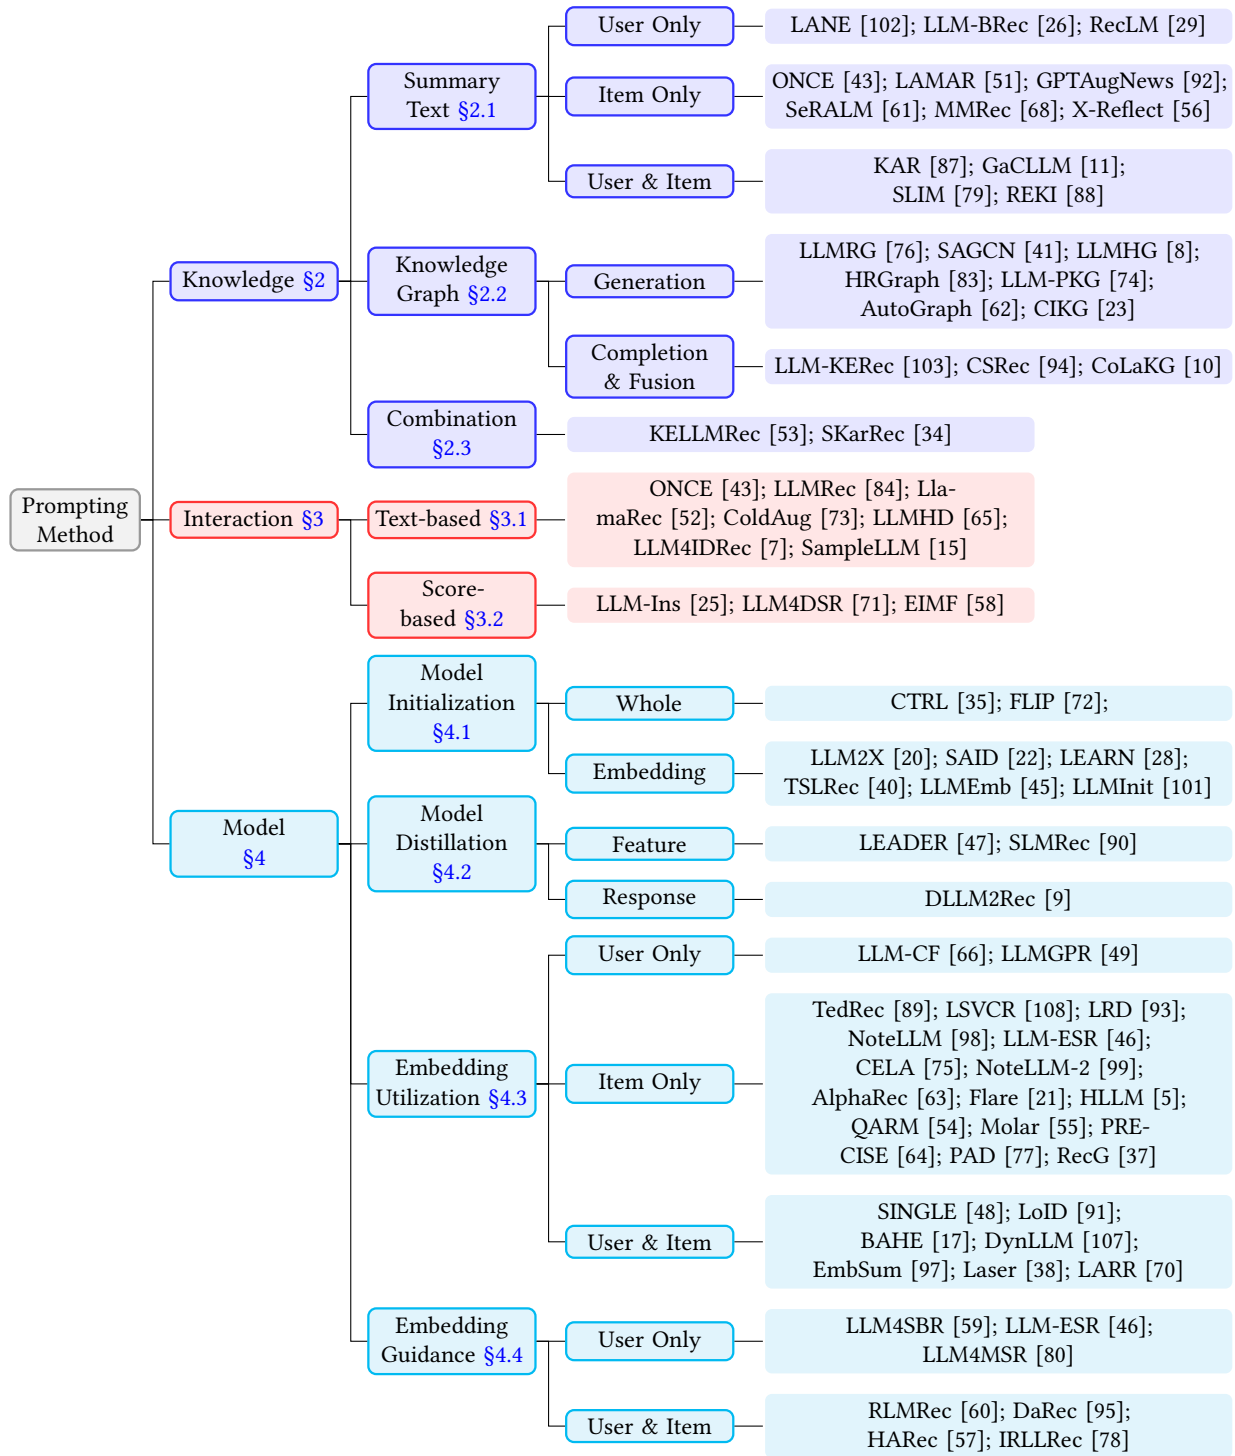 Prompting
Method
Knowledge §2
Summary
Text §2.1
User Only
LANE [102]; LLM-BRec [26]; RecLM [29]
Item Only
ONCE [43]; LAMAR [51]; GPTAugNews [92];
SeRALM [61]; MMRec [68]; X-Reflect [56]
User & Item
KAR [87]; GaCLLM [11];
SLIM [79]; REKI [88]
Knowledge
Graph §2.2
Generation
LLMRG [76]; SAGCN [41]; LLMHG [8];
HRGraph [83]; LLM-PKG [74];
AutoGraph [62]; CIKG [23]
Completion
& Fusion
LLM-KERec [103]; CSRec [94]; CoLaKG [10]
Combination
§2.3
KELLMRec [53]; SKarRec [34]
Interaction §3
Text-based §3.1
ONCE [43]; LLMRec [84]; Lla-
maRec [52]; ColdAug [73]; LLMHD [65];
LLM4IDRec [7]; SampleLLM [15]
Score-
based §3.2
LLM-Ins [25]; LLM4DSR [71]; EIMF [58]
Model
§4
Model
Initialization
§4.1
Whole
CTRL [35]; FLIP [72];
Embedding
LLM2X [20]; SAID [22]; LEARN [28];
TSLRec [40]; LLMEmb [45]; LLMInit [101]
Model
Distillation
§4.2
Feature
LEADER [47]; SLMRec [90]
Response
DLLM2Rec [9]
Embedding
Utilization §4.3
User Only
LLM-CF [66]; LLMGPR [49]
Item Only
TedRec [89]; LSVCR [108]; LRD [93];
NoteLLM [98]; LLM-ESR [46];
CELA [75]; NoteLLM-2 [99];
AlphaRec [63]; Flare [21]; HLLM [5];
QARM [54]; Molar [55]; PRE-
CISE [64]; PAD [77]; RecG [37]
User & Item
SINGLE [48]; LoID [91];
BAHE [17]; DynLLM [107];
EmbSum [97]; Laser [38]; LARR [70]
Embedding
Guidance §4.4
User Only
LLM4SBR [59]; LLM-ESR [46];
LLM4MSR [80]
User & Item
RLMRec [60]; DaRec [95];
HARec [57]; IRLLRec [78]